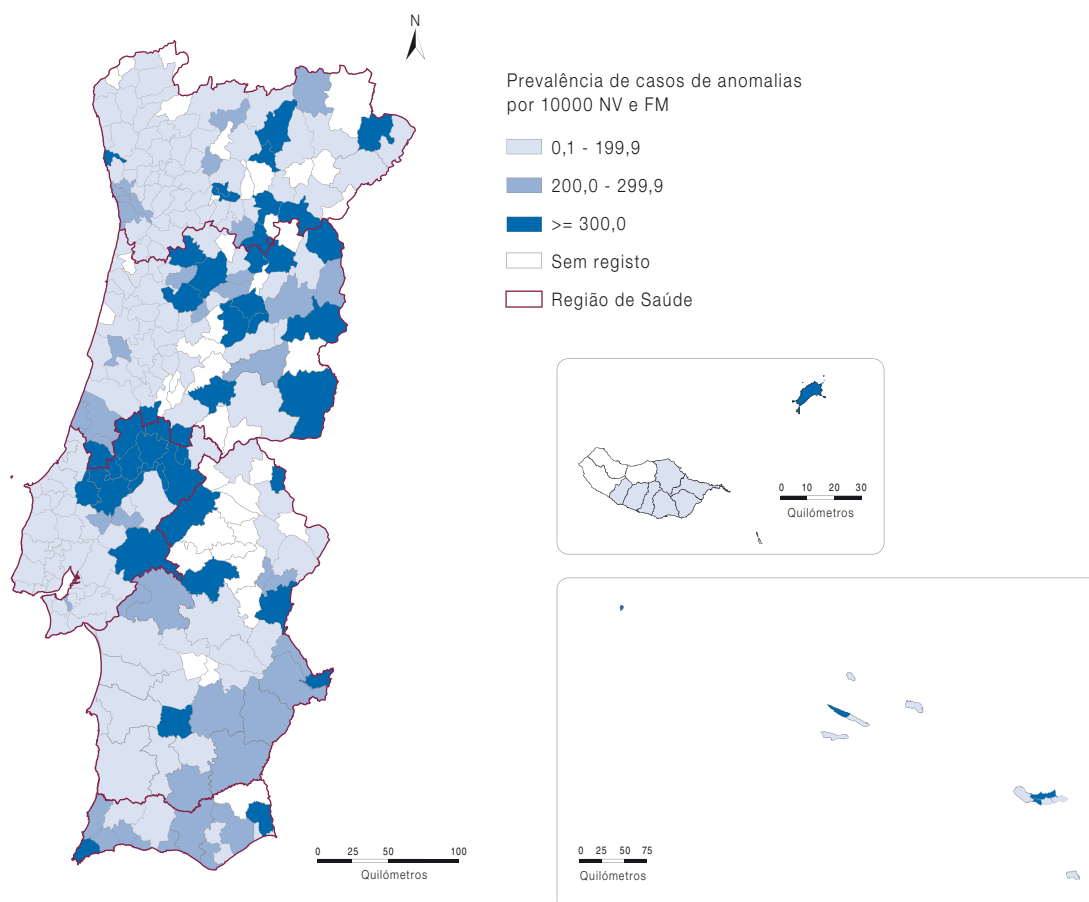 N
Prevalência de casos de anomalias
por 10000 NV e FM
0,1 - 199,9
200,0 - 299,9
>= 300,0
Sem registo
Região de Saúde
0 10 20 30
Quilómetros
0 25 50 100
Quilómetros
0 25 50 75
Quilómetros